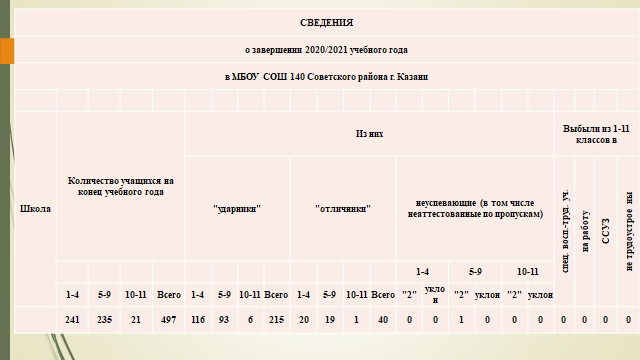 СВЕДЕНИЯ
о завершении 2020/2021 учебного года
в МБОУ СОШ 140 Советского района г. Казани
Школа
Количество учащихся на
конец учебного года
Из них
Выбыли из 1-11
классов в
"ударники"
"отличники"
неуспевающие (в том числе
неаттестованные по пропускам)
спец. восп.-труд. уч.
на работу
ССУЗ
не трудоустроены
1-4 5-9 10-11
1-4 5-9 10-11 Всего 1-4 5-9 10-11 Всего 1-4 5-9 10-11 Всего "2" уклон "2" уклон "2" уклон
241 235 21 497 116 93 6 215 20 19 1 40 0 0 1 0 0 0 0 0 0 0